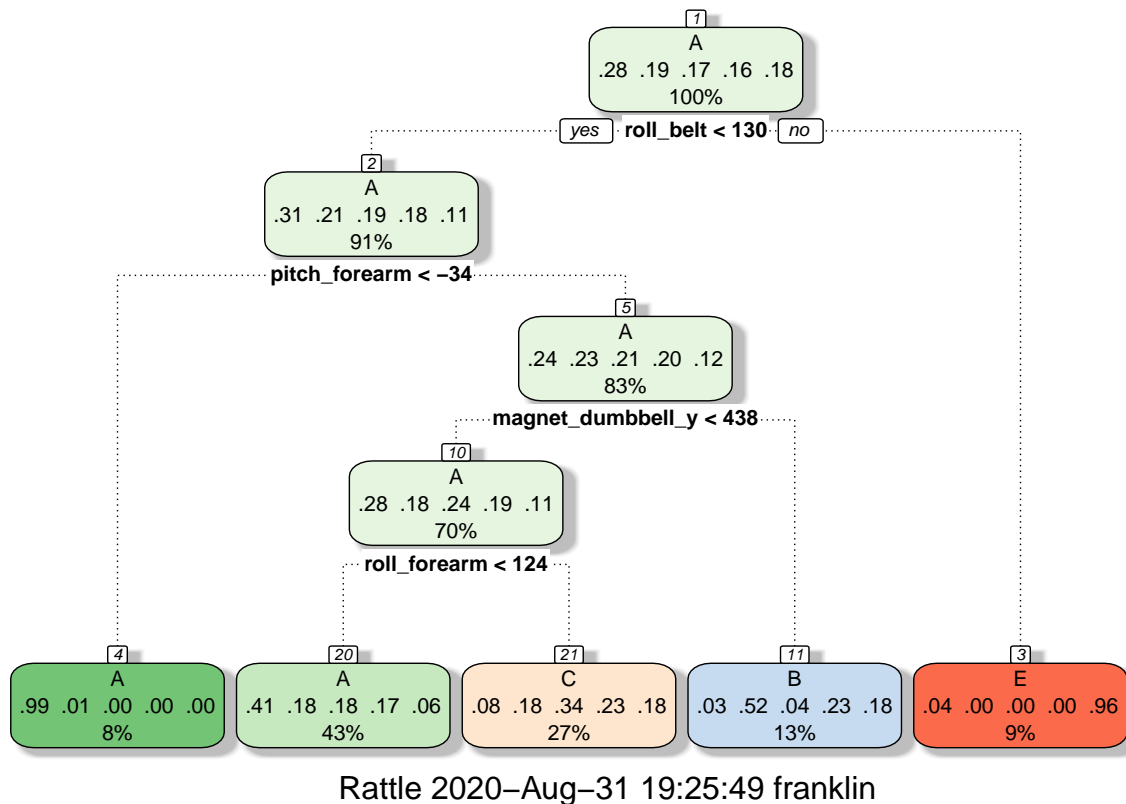 1
A
.28 .19 .17 .16 .18
100%
yes roll_belt < 130 no
2
A
.31 .21 .19 .18 .11
91%
pitch_forearm < −34
5
A
.24 .23 .21 .20 .12
83%
magnet_dumbbell_y < 438
10
A
.28 .18 .24 .19 .11
70%
roll_forearm < 124
4
A
.99 .01 .00 .00 .00
8%
20
A
.41 .18 .18 .17 .06
43%
21
C
.08 .18 .34 .23 .18
27%
11
B
.03 .52 .04 .23 .18
13%
3
E
.04 .00 .00 .00 .96
9%
Rattle 2020−Aug−31 19:25:49 franklin